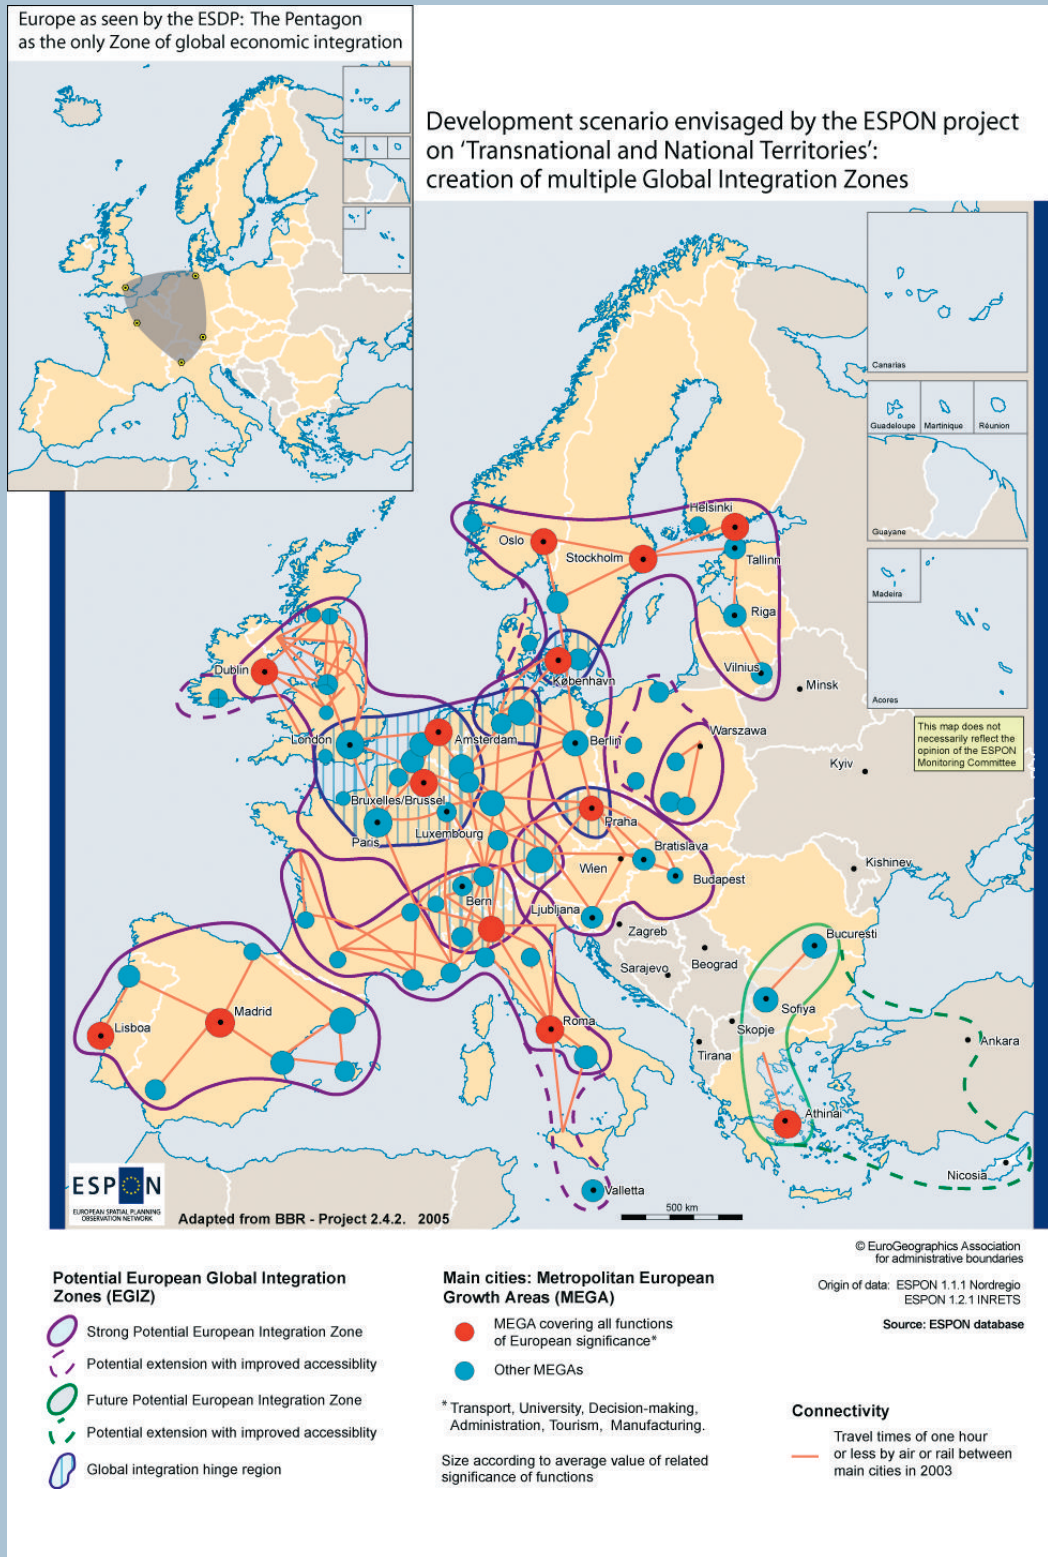 Europe as seen by the ESDP: The Pentagon
as the only Zone of global economic integration
Development scenario envisaged by the ESPON project
on 'Transnational and National Territories':
creation of multiple Global Integration Zones
Canarias
Guadeloupe
Martinique
Réunion
Guayane
Madeira
Acores
This map does not
necessarily reflect the
opinion of the ESPON
Monitoring Committee
Helsinki
Oslo
Stockholm
Tallinn
Riga
Vilnius
Minsk
Dublin
København
London
Amsterdam
Berlin
Warszawa
Kyiv
Bruxelles/Brussel
Paris
Luxembourg
Praha
Bratislava
Wien
Budapest
Kishinev
Bern
Ljubljana
Zagreb
Bucuresti
Beograd
Sarajevo
Sofiya
Skopje
Tirana
Ankara
Lisboa
Madrid
Roma
Athinai
Nicosia
Valletta
ESPON
EUROPEAN SPATIAL PLANNING
OBSERVATION NETWORK
Adapted from BBR - Project 2.4.2. 2005
500 km
© EuroGeographics Association
for administrative boundaries
Origin of data: ESPON 1.1.1 Nordregio
ESPON 1.2.1 INRETS
Source: ESPON database
Potential European Global Integration
Zones (EGIZ)
Strong Potential European Integration Zone
Potential extension with improved accessiblity
Future Potential European Integration Zone
Potential extension with improved accessiblity
Global integration hinge region
Main cities: Metropolitan European
Growth Areas (MEGA)
MEGA covering all functions
of European significance*
Other MEGAs
* Transport, University, Decision-making,
Administration, Tourism, Manufacturing.
Size according to average value of related
significance of functions
Connectivity
Travel times of one hour
or less by air or rail between
main cities in 2003